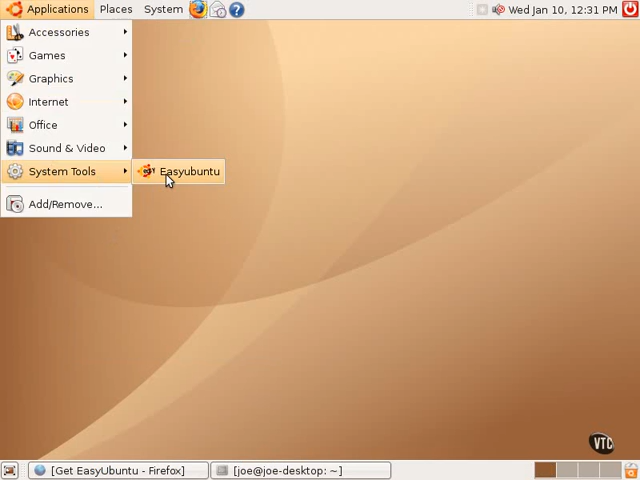 Applications Places System Wed Jan 10, 12:31 PM
Accessories
Games
Graphics
Internet
Office
Sound & Video
System Tools
Easyubuntu
Add/Remove...
VTC
[Get EasyUbuntu - Firefox] [joe@joe-desktop: ~]